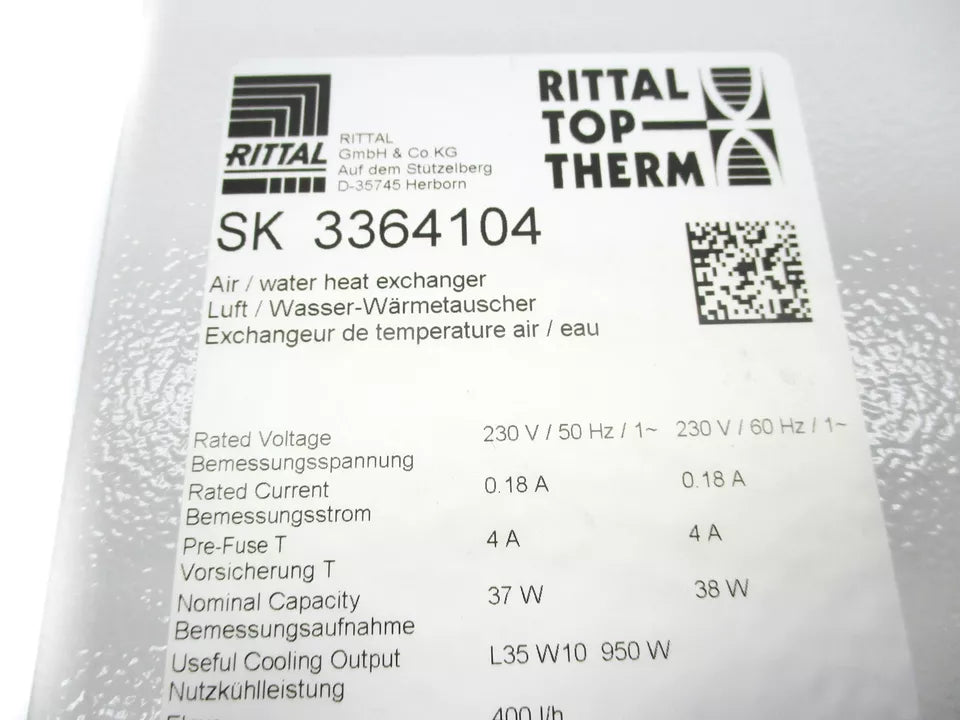 RITTAL
RITTAL
GmbH & Co.KG
Auf dem Stützelberg
D-35745 Herborn
RITTAL
TOP
THERM
SK 3364104
Air / water heat exchanger
Luft / Wasser-Wärmetauscher
Exchangeur de temperature air / eau
Rated Voltage 230 V / 50 Hz / 1~ 230 V / 60 Hz / 1~
Bemessungsspannung
Rated Current 0.18 A 0.18 A
Bemessungsstrom
Pre-Fuse T 4 A 4 A
Vorsicherung T
Nominal Capacity 37 W 38 W
Bemessungsaufnahme
Useful Cooling Output L35 W10 950 W
Nutzkühlleistung
400 l/h